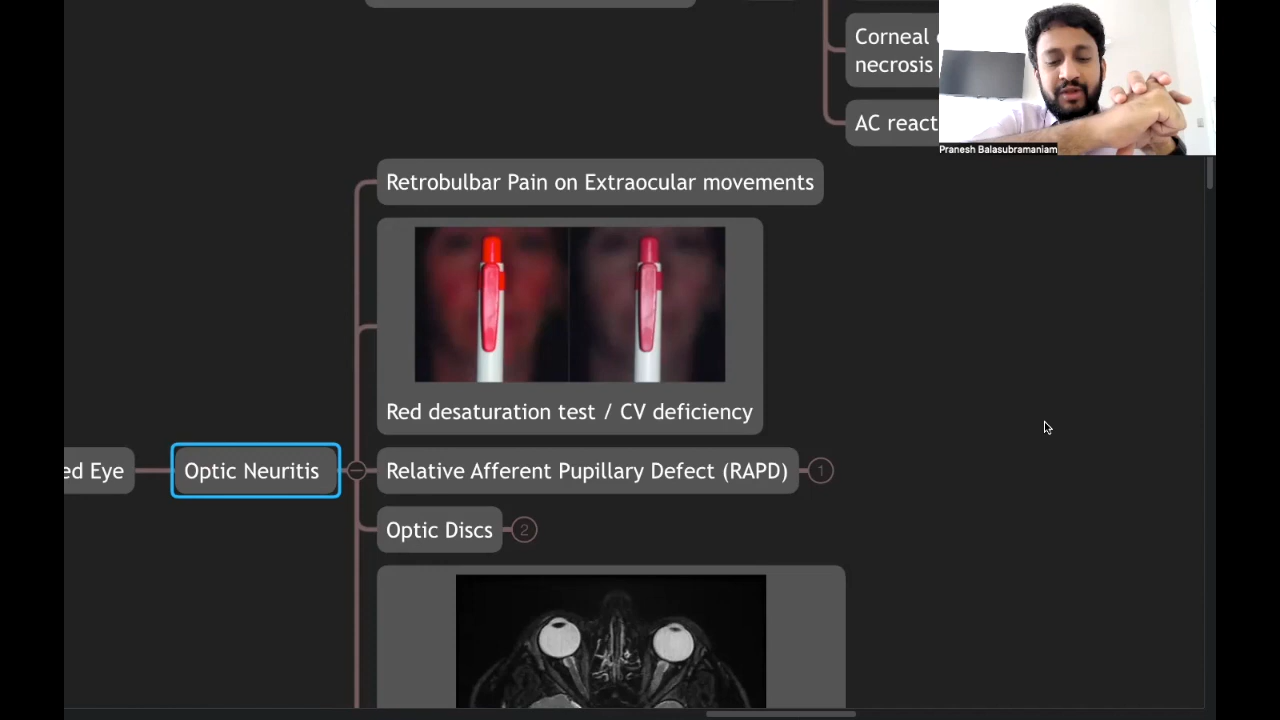 Corneal
necrosis
AC react
Pranesh Balasubramaniam
Retrobulbar Pain on Extraocular movements
Red desaturation test / CV deficiency
ed Eye
Optic Neuritis
Relative Afferent Pupillary Defect (RAPD)
1
Optic Discs
2